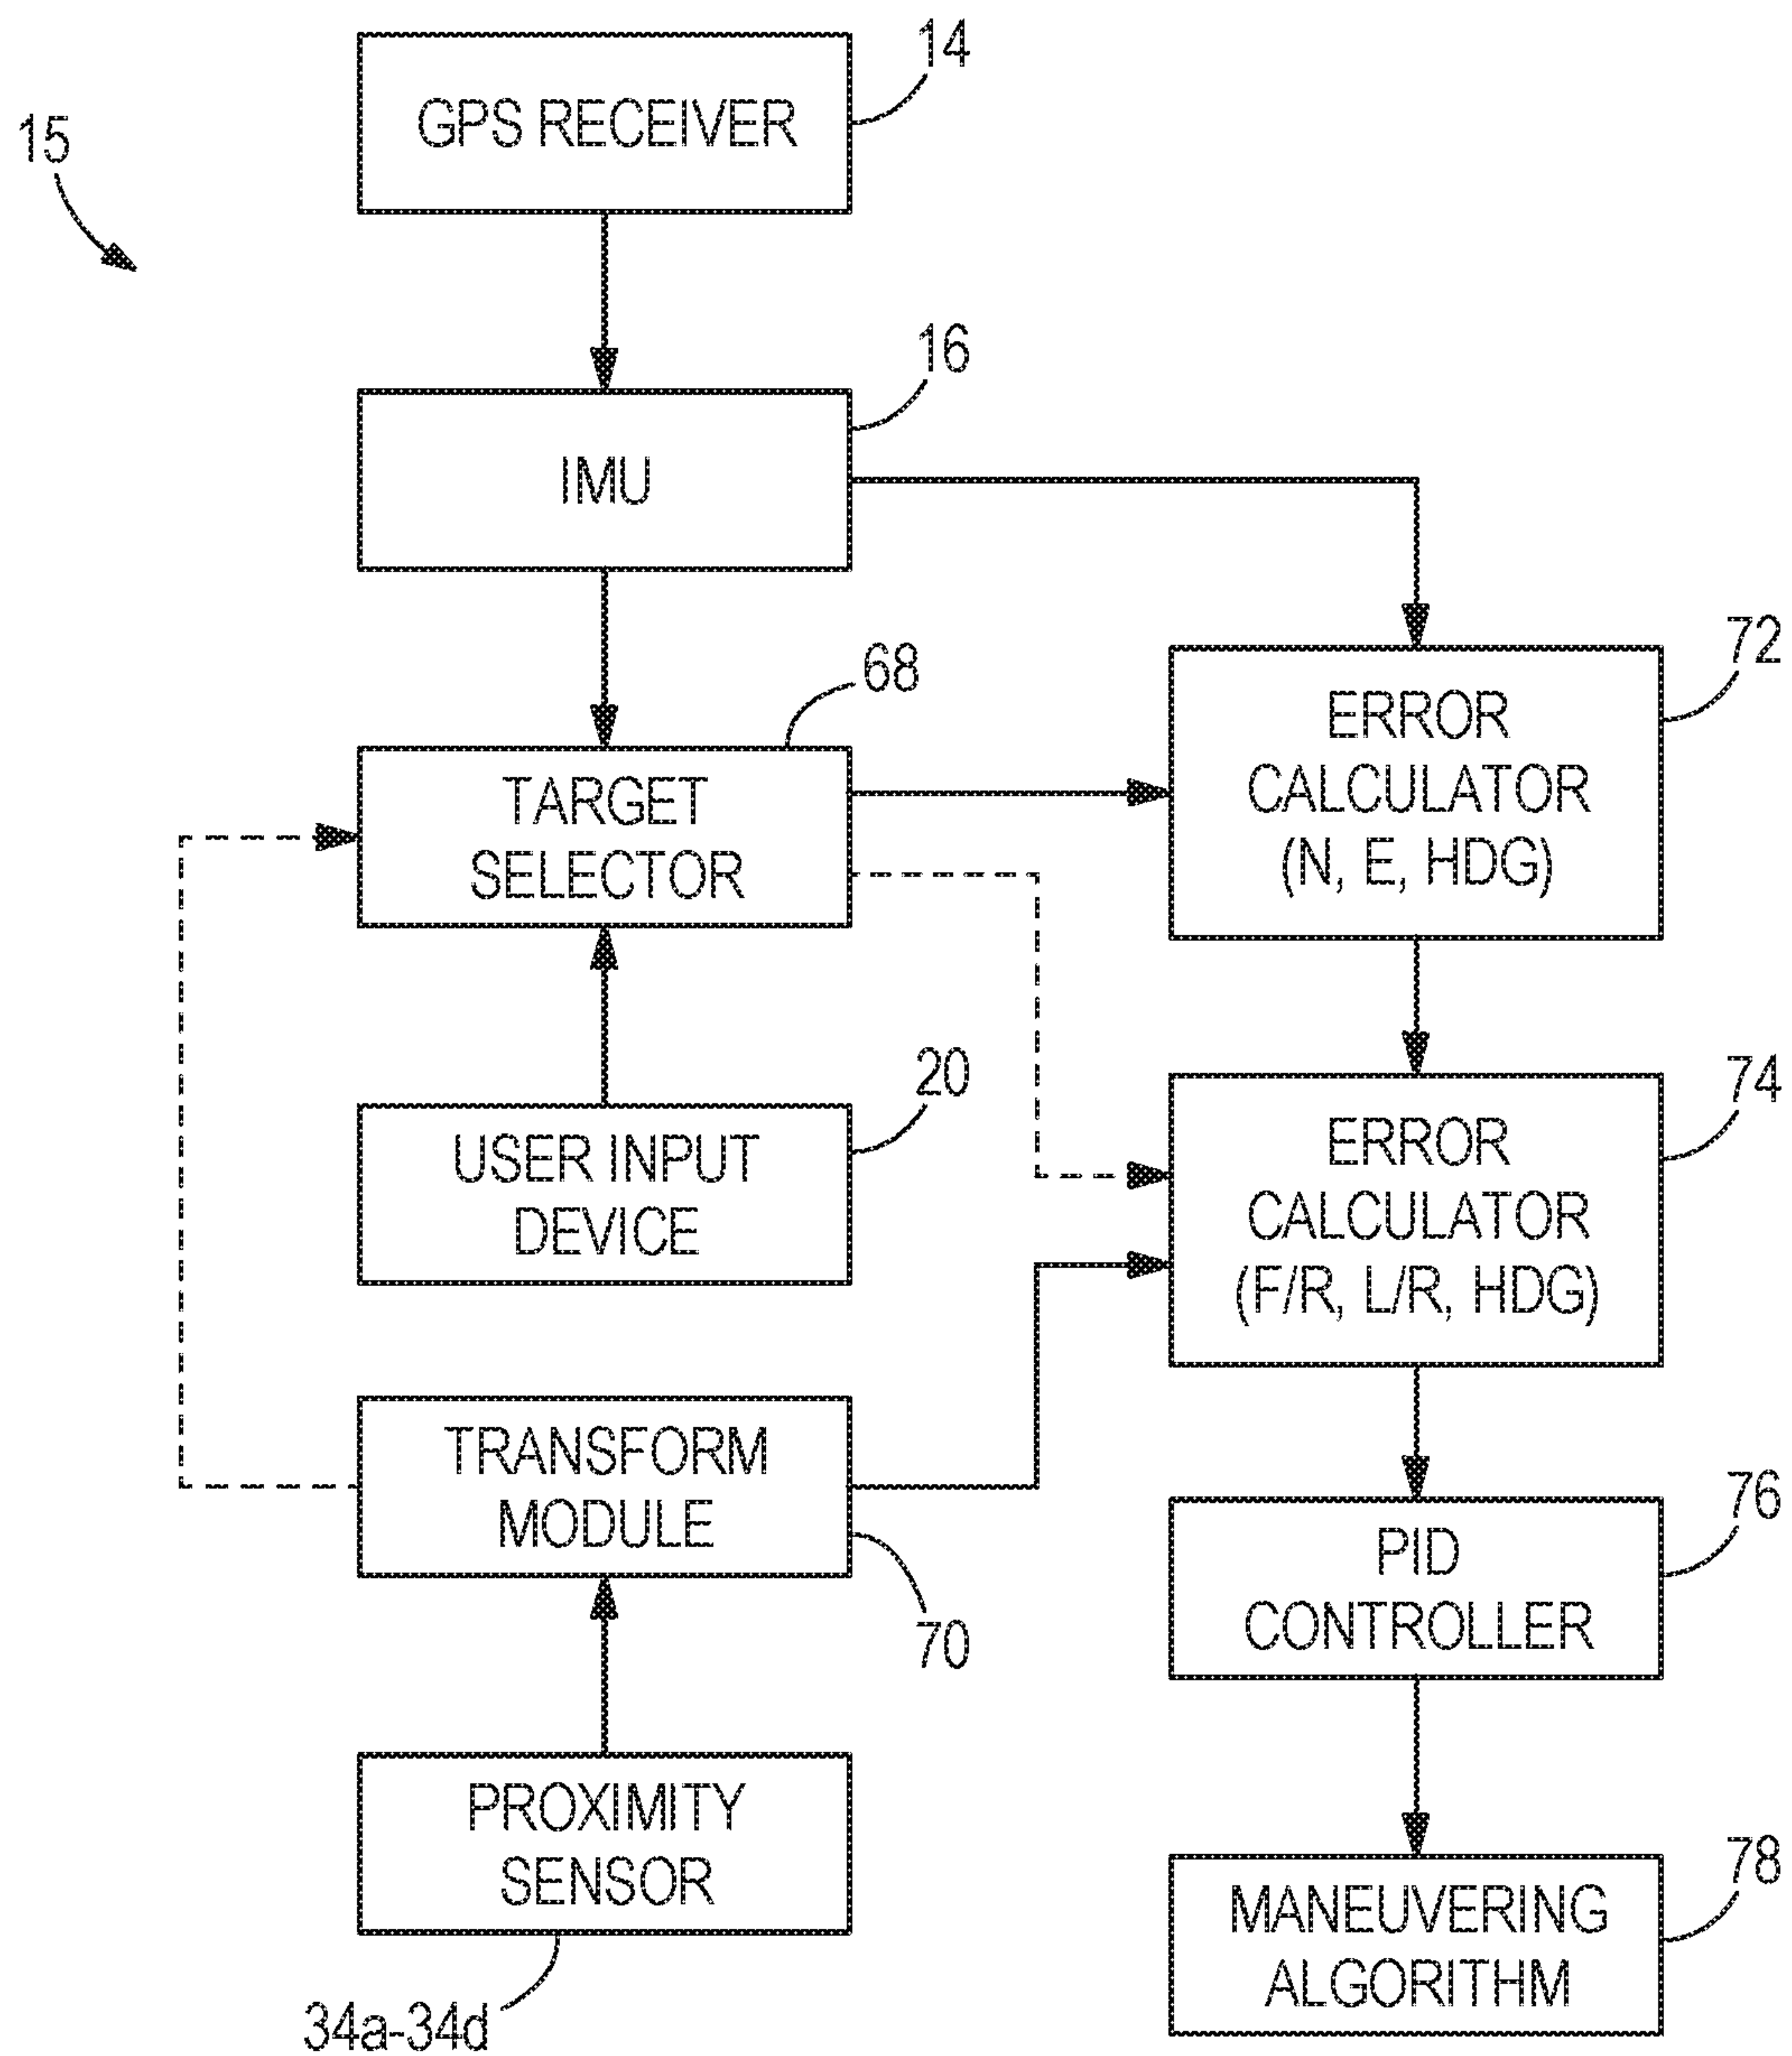 14
GPS RECEIVER
15
16
IMU
68
72
TARGET
SELECTOR
ERROR
CALCULATOR
(N, E, HDG)
20
USER INPUT
DEVICE
74
ERROR
CALCULATOR
(F/R, L/R, HDG)
TRANSFORM
MODULE
70
76
PID
CONTROLLER
PROXIMITY
SENSOR
34a-34d
78
MANEUVERING
ALGORITHM